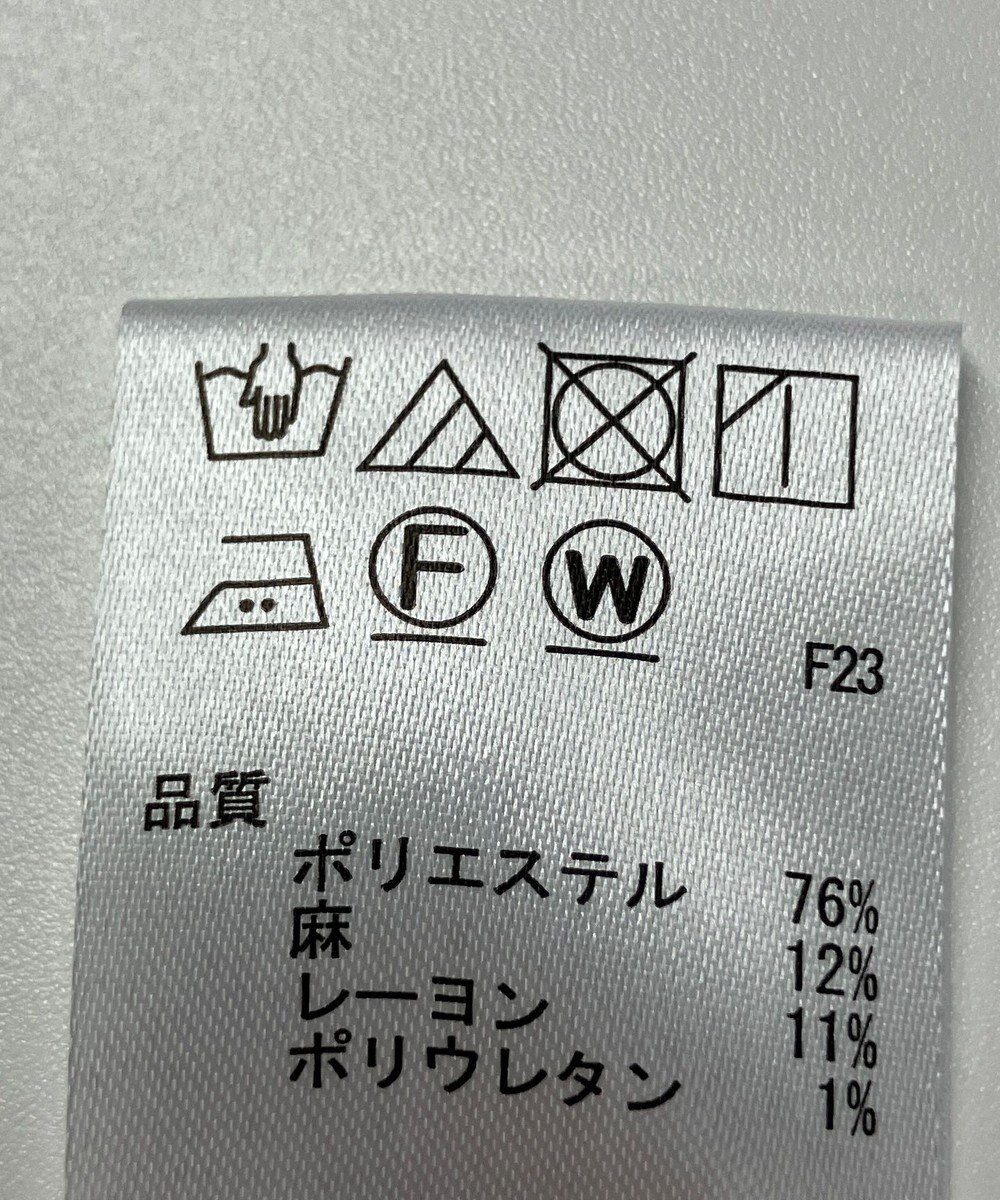 F W
F23
品質
ポリエステル 76%
麻 12%
レーヨン 11%
ポリウレタン 1%